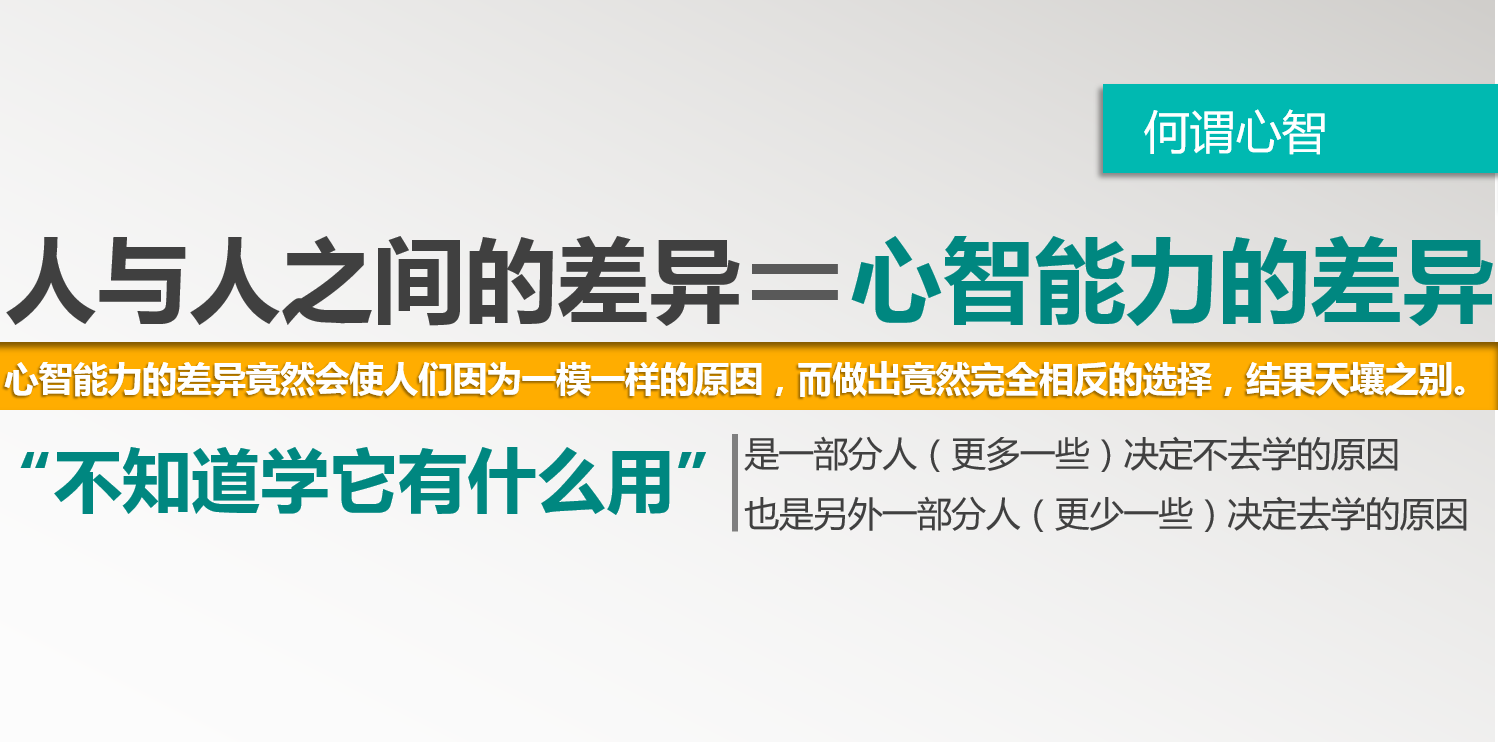 何谓心智
人与人之间的差异=心智能力的差异
心智能力的差异竟然会使人们因为一模一样的原因，而做出竟然完全相反的选择，结果天壤之别。
“不知道学它有什么用”
是一部分人（更多一些）决定不去学的原因
也是另外一部分人（更少一些）决定去学的原因